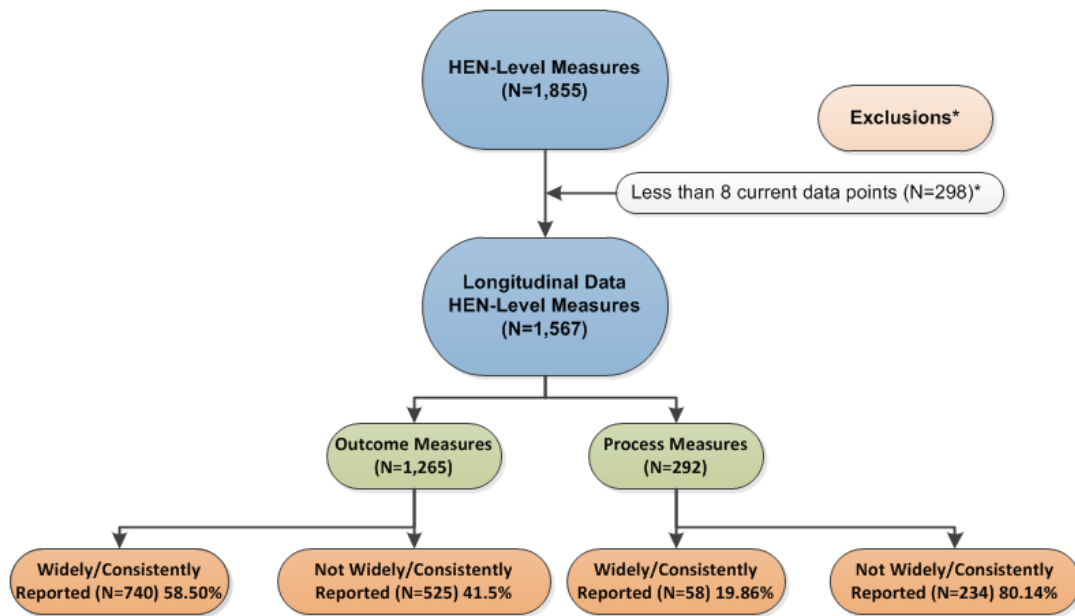 HEN-Level Measures
(N=1,855)
Exclusions*
Less than 8 current data points (N=298)*
Longitudinal Data
HEN-Level Measures
(N=1,567)
Outcome Measures
(N=1,265)
Process Measures
(N=292)
Widely/Consistently
Reported (N=740) 58.50%
Not Widely/Consistently
Reported (N=525) 41.5%
Widely/Consistently
Reported (N=58) 19.86%
Not Widely/Consistently
Reported (N=234) 80.14%